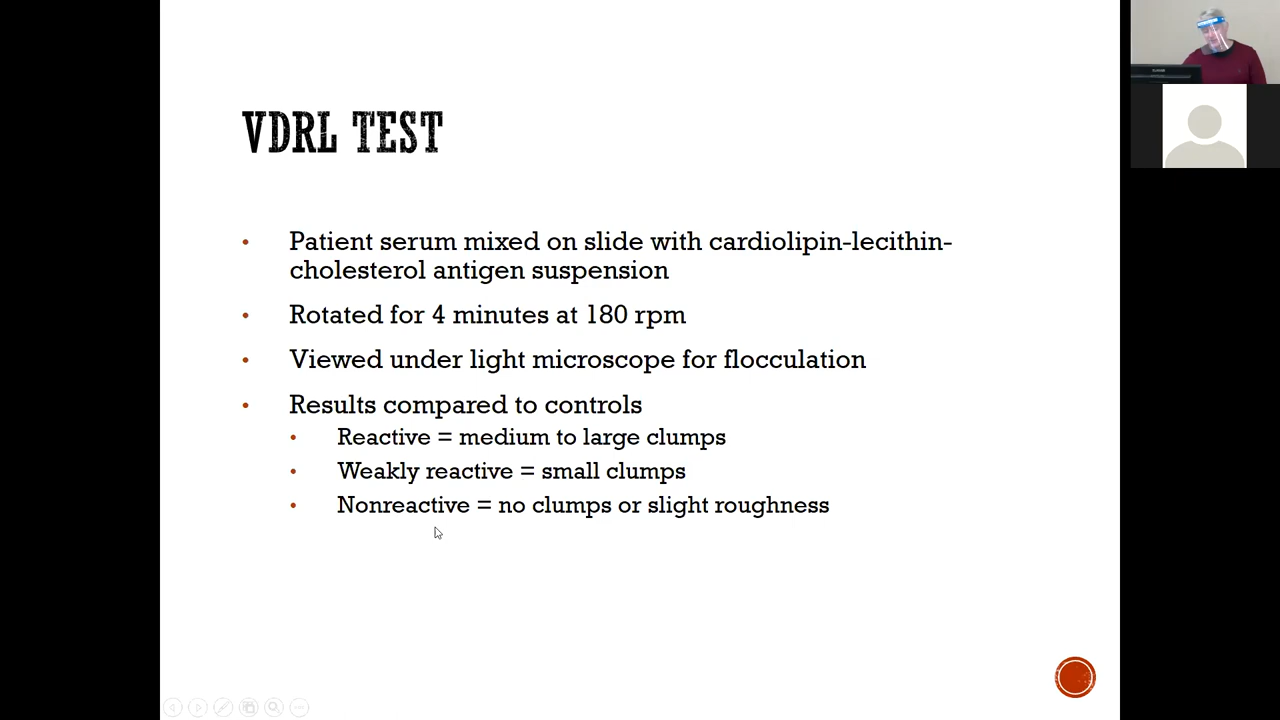 VDRL TEST
• Patient serum mixed on slide with cardiolipin-lecithin-
cholesterol antigen suspension
• Rotated for 4 minutes at 180 rpm
• Viewed under light microscope for flocculation
• Results compared to controls
• Reactive = medium to large clumps
• Weakly reactive = small clumps
• Nonreactive = no clumps or slight roughness